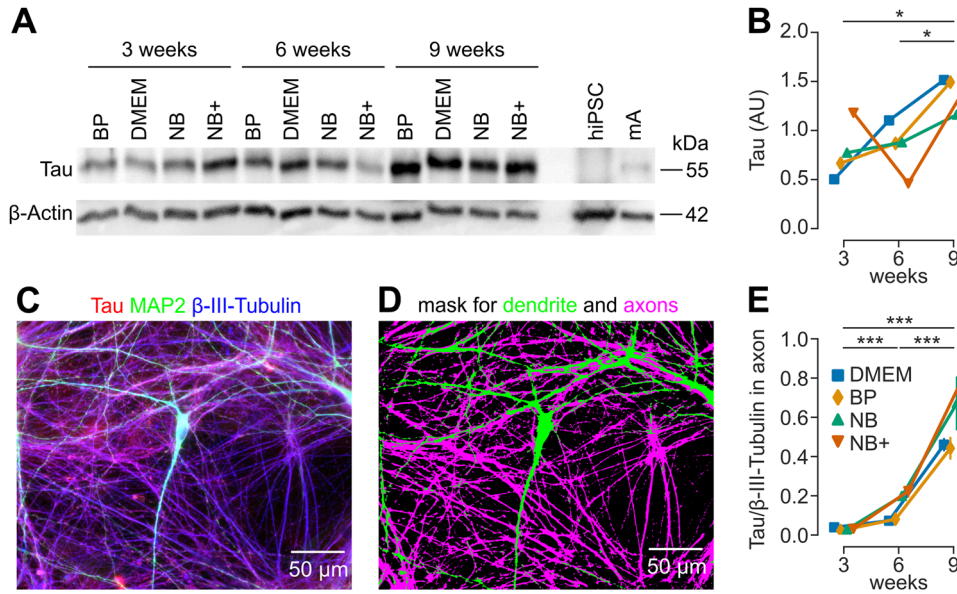 A
3 weeks 6 weeks 9 weeks
BP DMEM NB NB+ BP DMEM NB NB+ BP DMEM NB NB+ hiPSC mA
kDa
Tau 55
β-Actin 42
B
* 
*
Tau (AU)
2.0
1.5
1.0
0.5
0.0
3 6 9
weeks
C
Tau MAP2 β-III-Tubulin
50 µm
D
mask for dendrite and axons
50 µm
E
***
*** ***
Tau/β-III-Tubulin in axon
1.0
0.8
0.6
0.4
0.2
0.0
DMEM
BP
NB
NB+
3 6 9
weeks